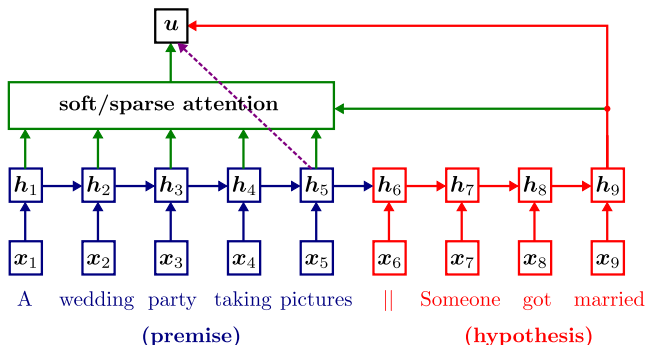 u
soft/sparse attention
h₁ h₂ h₃ h₄ h₅ h₆ h₇ h₈ h₉
x₁ x₂ x₃ x₄ x₅ x₆ x₇ x₈ x₉
A wedding party taking pictures || Someone got married
(premise) (hypothesis)